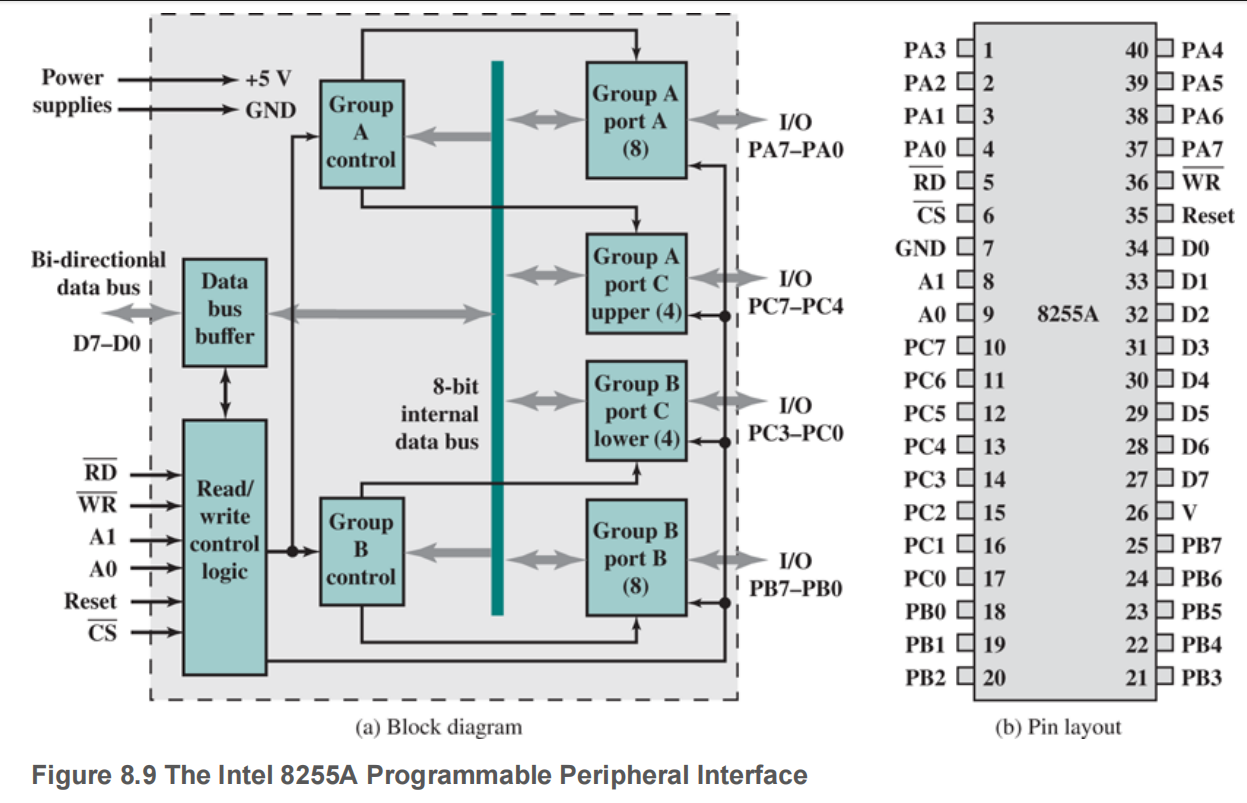 Power
supplies
+5 V
GND
Group
A
control
Group A
port A
(8)
I/O
PA7–PA0
Group A
port C
upper (4)
I/O
PC7–PC4
Bi-directional
data bus
D7–D0
Data
bus
buffer
8-bit
internal
data bus
Group B
port C
lower (4)
I/O
PC3–PC0
RD
WR
A1
A0
Reset
CS
Read/
write
control
logic
Group
B
control
Group B
port B
(8)
I/O
PB7–PB0
(a) Block diagram
PA3 1 40 PA4
PA2 2 39 PA5
PA1 3 38 PA6
PA0 4 37 PA7
RD 5 36 WR
CS 6 35 Reset
GND 7 34 D0
A1 8 33 D1
A0 9 8255A 32 D2
PC7 10 31 D3
PC6 11 30 D4
PC5 12 29 D5
PC4 13 28 D6
PC3 14 27 D7
PC2 15 26 V
PC1 16 25 PB7
PC0 17 24 PB6
PB0 18 23 PB5
PB1 19 22 PB4
PB2 20 21 PB3
(b) Pin layout
Figure 8.9 The Intel 8255A Programmable Peripheral Interface